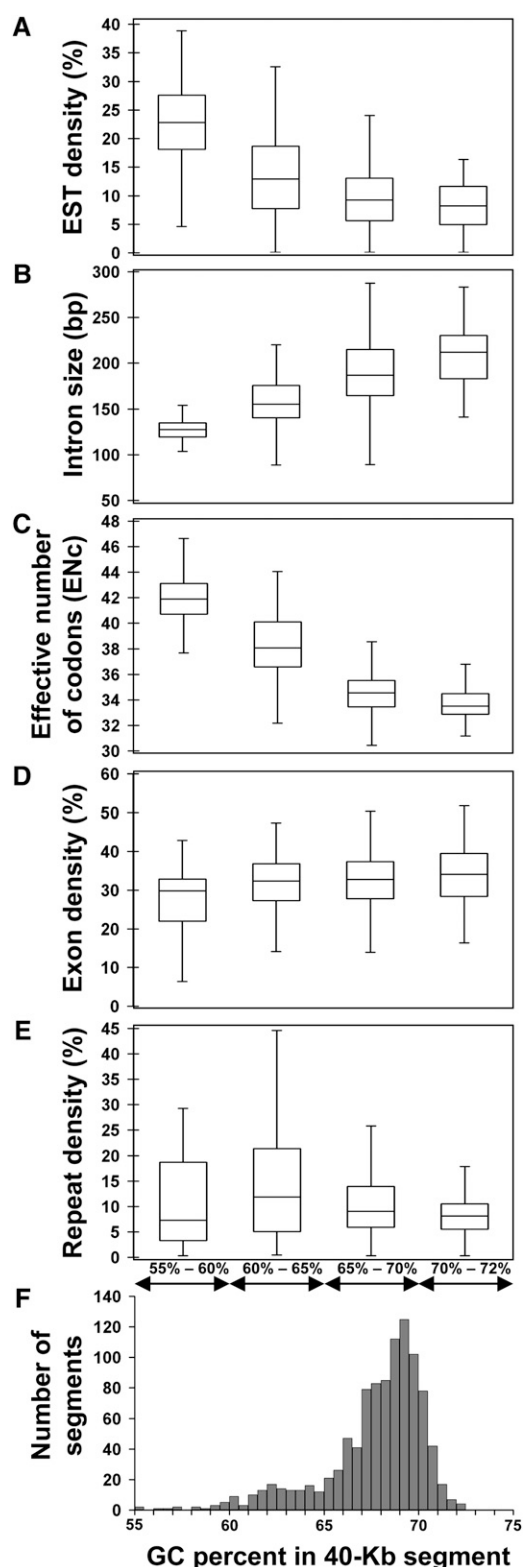 A
EST density (%)
40
35
30
25
20
15
10
5
0
B
Intron size (bp)
300
250
200
150
100
50
C
Effective number
of codons (ENc)
48
46
44
42
40
38
36
34
32
30
D
Exon density (%)
60
50
40
30
20
10
0
E
Repeat density (%)
45
40
35
30
25
20
15
10
5
0
55% – 60% 60% – 65% 65% – 70% 70% – 72%
F
Number of
segments
140
120
100
80
60
40
20
0
55 60 65 70 75
GC percent in 40-Kb segment